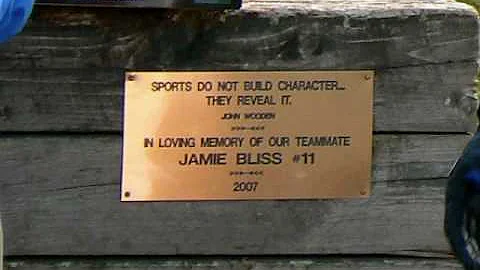 SPORTS DO NOT BUILD CHARACTER...
THEY REVEAL IT.
JOHN WOODEN
IN LOVING MEMORY OF OUR TEAMMATE
JAMIE BLISS #11
2007